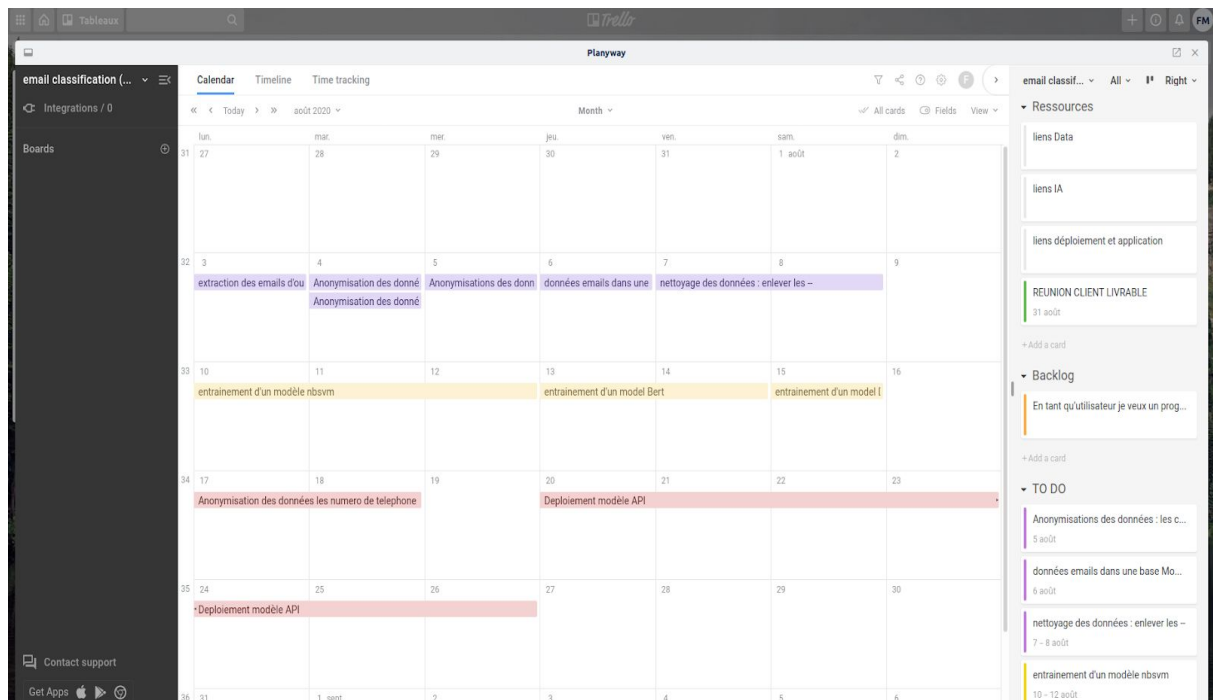 Tableaux
Trello
FM
Planyway
email classification (...
Integrations / 0
Boards
Contact support
Get Apps
Calendar
Timeline
Time tracking
F
Today
août 2020
Month
All cards
Fields
View
lun.
mar.
mer.
jeu.
ven.
sam.
dim.
31 27 28 29 30 31 1 août 2
32 3 4 5 6 7 8 9
extraction des emails d'ou
Anonymisation des donné
Anonymisations des donn
données emails dans une
nettoyage des données : enlever les –
Anonymisation des donné
33 10 11 12 13 14 15 16
entrainement d'un modèle nbsvm
entrainement d'un model Bert
entrainement d'un model
34 17 18 19 20 21 22 23
Anonymisation des données les numero de telephone
Deploiement modèle API
35 24 25 26 27 28 29 30
Deploiement modèle API
36 31 1 sept. 2 3 4 5 6
email classif...
All
Right
Ressources
liens Data
liens IA
liens déploiement et application
REUNION CLIENT LIVRABLE
31 août
+ Add a card
Backlog
En tant qu'utilisateur je veux un prog...
+ Add a card
TO DO
Anonymisations des données : les c...
5 août
données emails dans une base Mo...
6 août
nettoyage des données : enlever les –
7 - 8 août
entrainement d'un modèle nbsvm
10 - 12 août